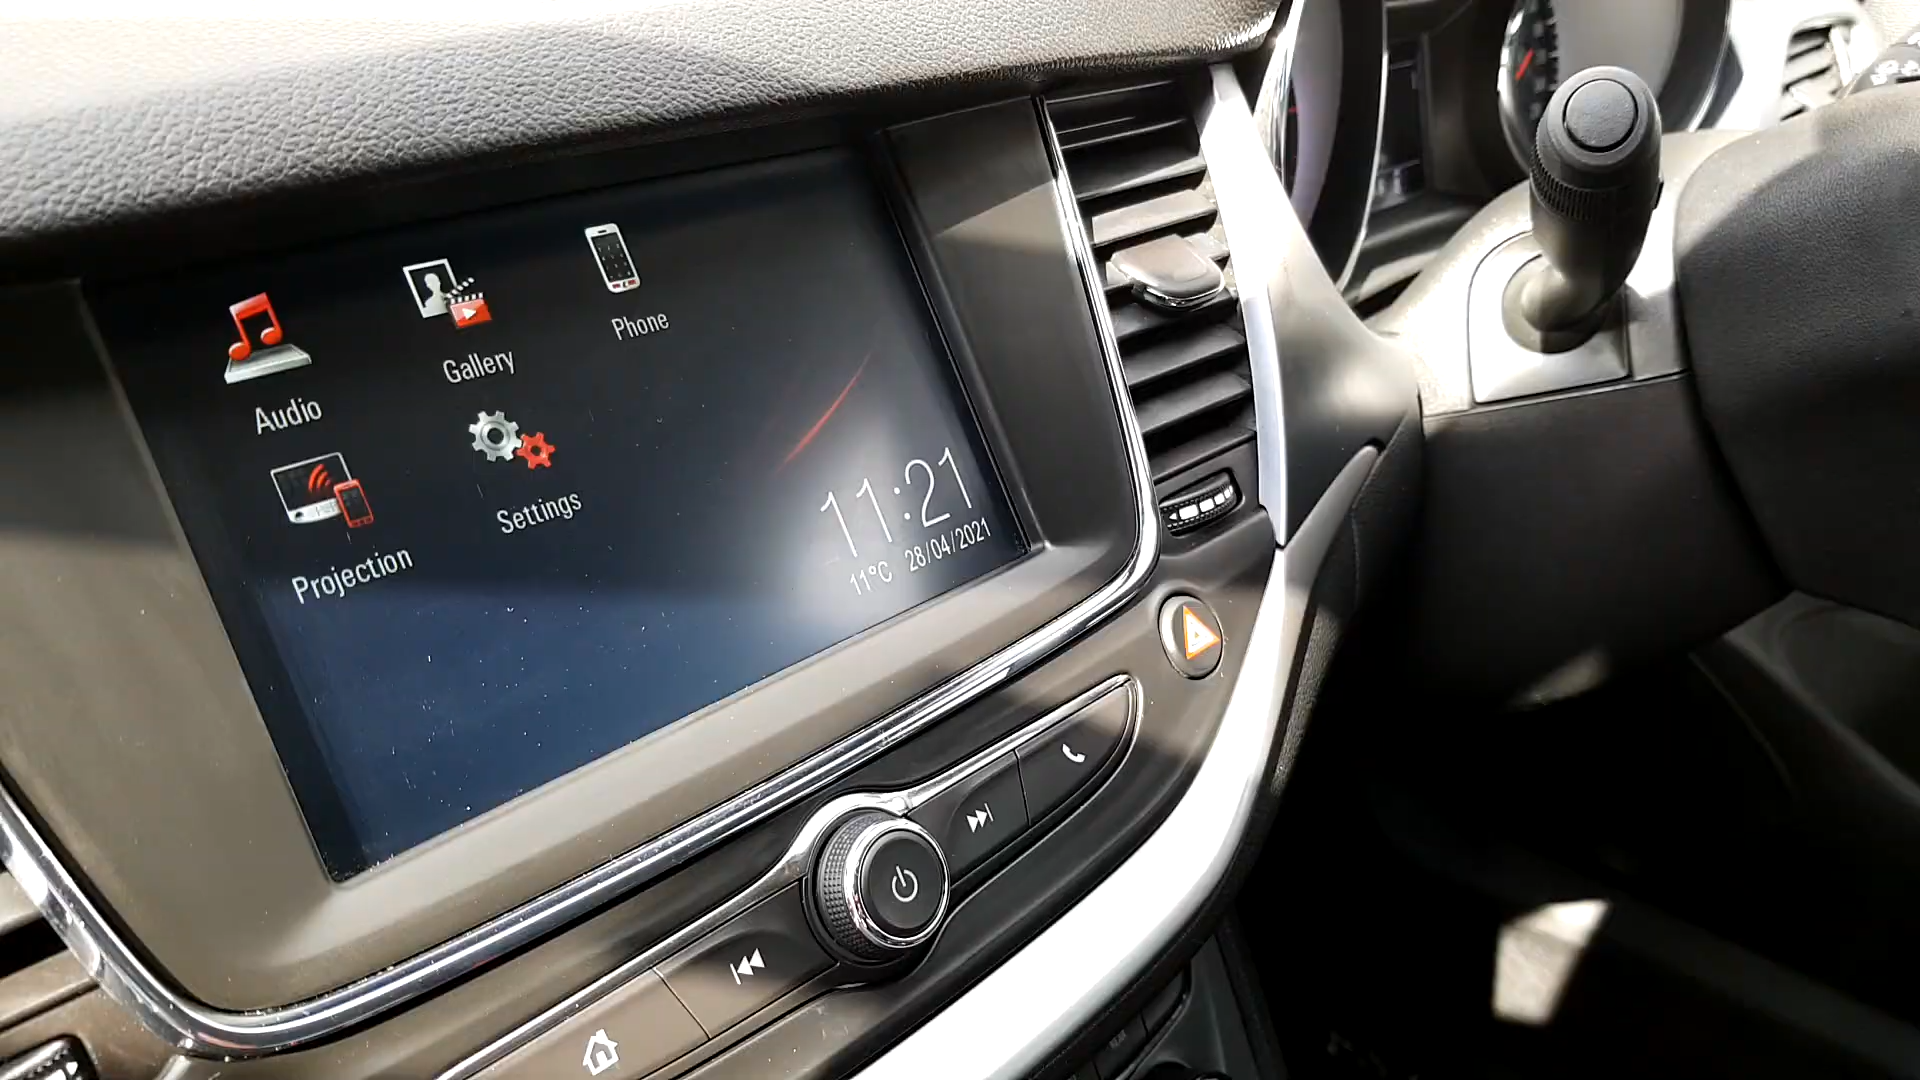 Audio
Gallery
Phone
Projection
Settings
11:21
11°C 28/04/2021